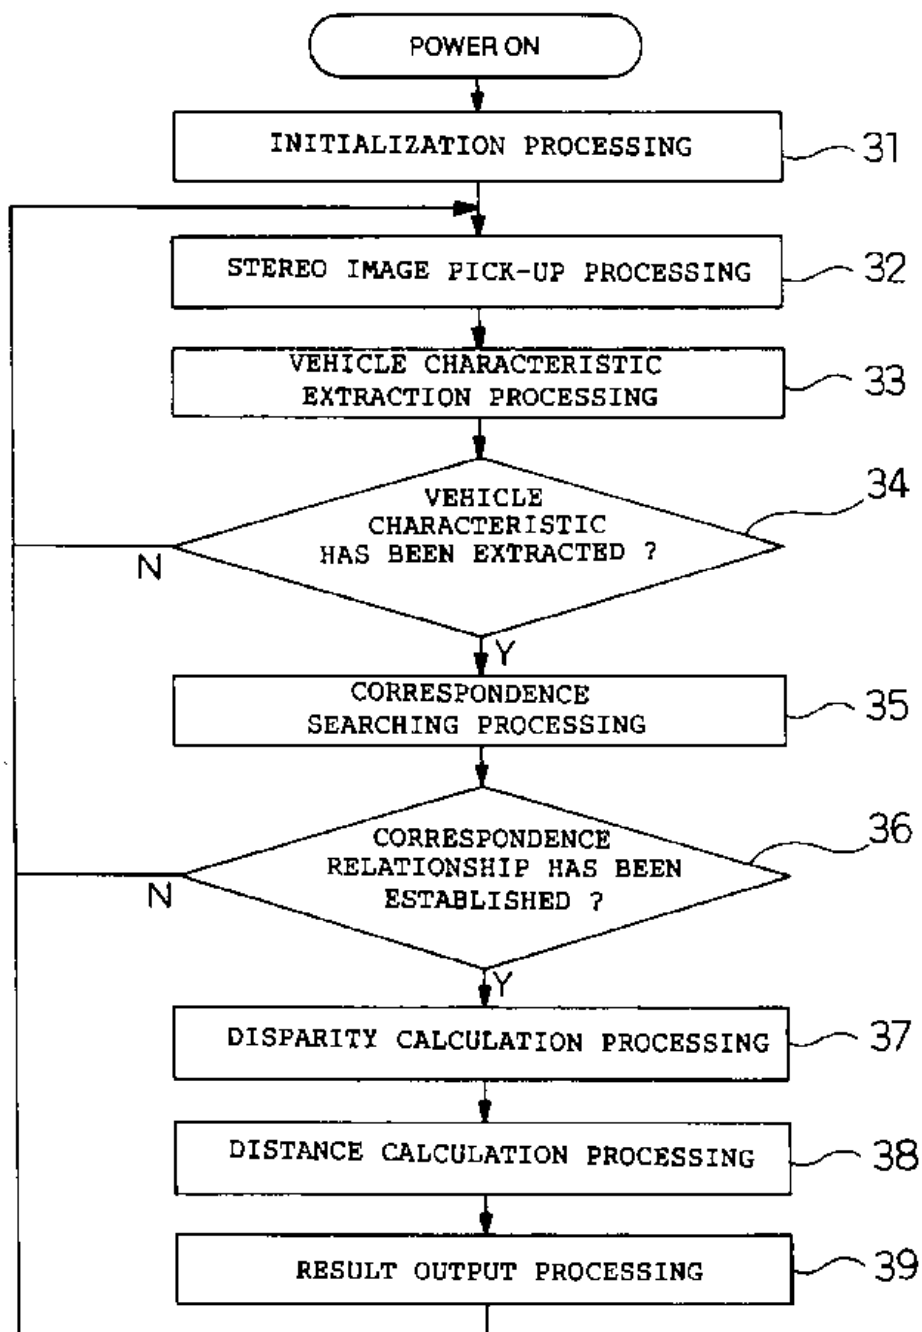 POWER ON
INITIALIZATION PROCESSING
31
STEREO IMAGE PICK-UP PROCESSING
32
VEHICLE CHARACTERISTIC
EXTRACTION PROCESSING
33
VEHICLE
CHARACTERISTIC
HAS BEEN EXTRACTED ?
34
N
Y
CORRESPONDENCE
SEARCHING PROCESSING
35
CORRESPONDENCE
RELATIONSHIP HAS BEEN
ESTABLISHED ?
36
N
Y
DISPARITY CALCULATION PROCESSING
37
DISTANCE CALCULATION PROCESSING
38
RESULT OUTPUT PROCESSING
39